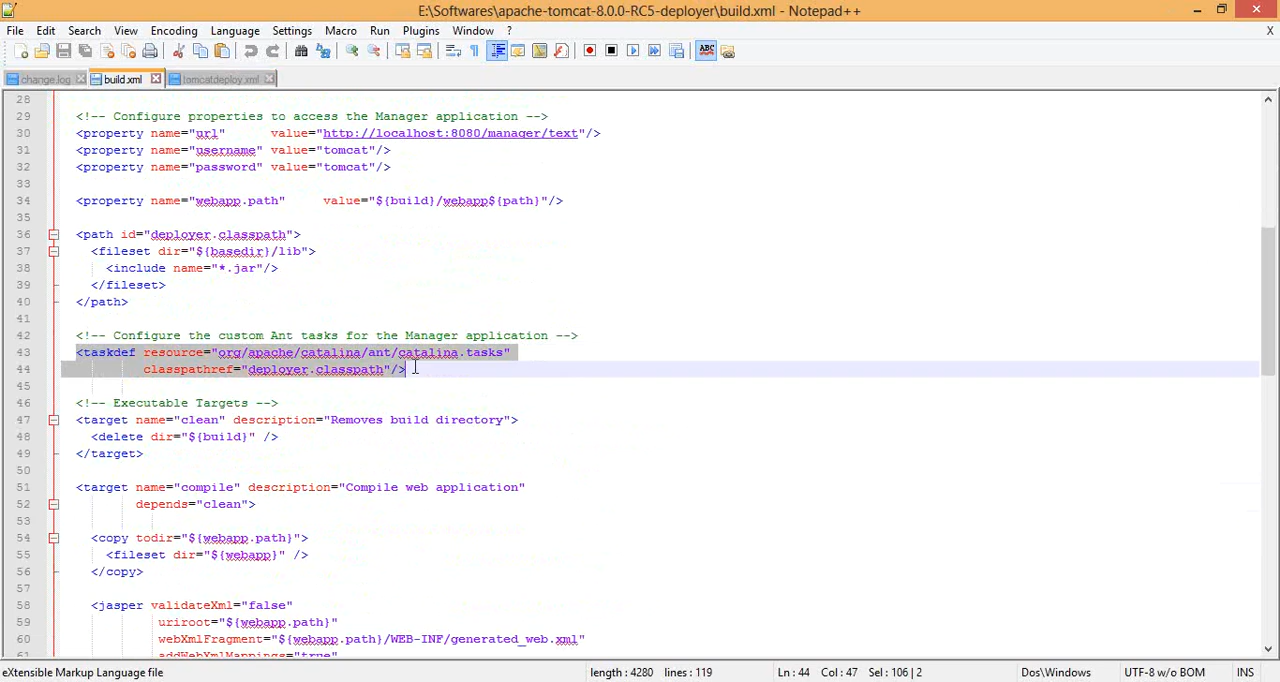 E:\Softwares\apache-tomcat-8.0.0-RC5-deployer\build.xml - Notepad++
File Edit Search View Encoding Language Settings Macro Run Plugins Window ? X
ABC
change.log build.xml tomcatdeploy.xml
28
29 <!-- Configure properties to access the Manager application -->
30 <property name="url" value="http://localhost:8080/manager/text"/>
31 <property name="username" value="tomcat"/>
32 <property name="password" value="tomcat"/>
33
34 <property name="webapp.path" value="${build}/webapp${path}"/>
35
36 <path id="deployer.classpath">
37 <fileset dir="${basedir}/lib">
38 <include name="*.jar"/>
39 </fileset>
40 </path>
41
42 <!-- Configure the custom Ant tasks for the Manager application -->
43 <taskdef resource="org/apache/catalina/ant/catalina.tasks"
44 classpathref="deployer.classpath"/>
45
46 <!-- Executable Targets -->
47 <target name="clean" description="Removes build directory">
48 <delete dir="${build}" />
49 </target>
50
51 <target name="compile" description="Compile web application"
52 depends="clean">
53
54 <copy todir="${webapp.path}">
55 <fileset dir="${webapp}" />
56 </copy>
57
58 <jasper validateXml="false"
59 uriroot="${webapp.path}"
60 webXmlFragment="${webapp.path}/WEB-INF/generated_web.xml"
61 addWebXmlMappings="true"
eXtensible Markup Language file length : 4280 lines : 119 Ln : 44 Col : 47 Sel : 106 | 2 Dos\Windows UTF-8 w/o BOM INS